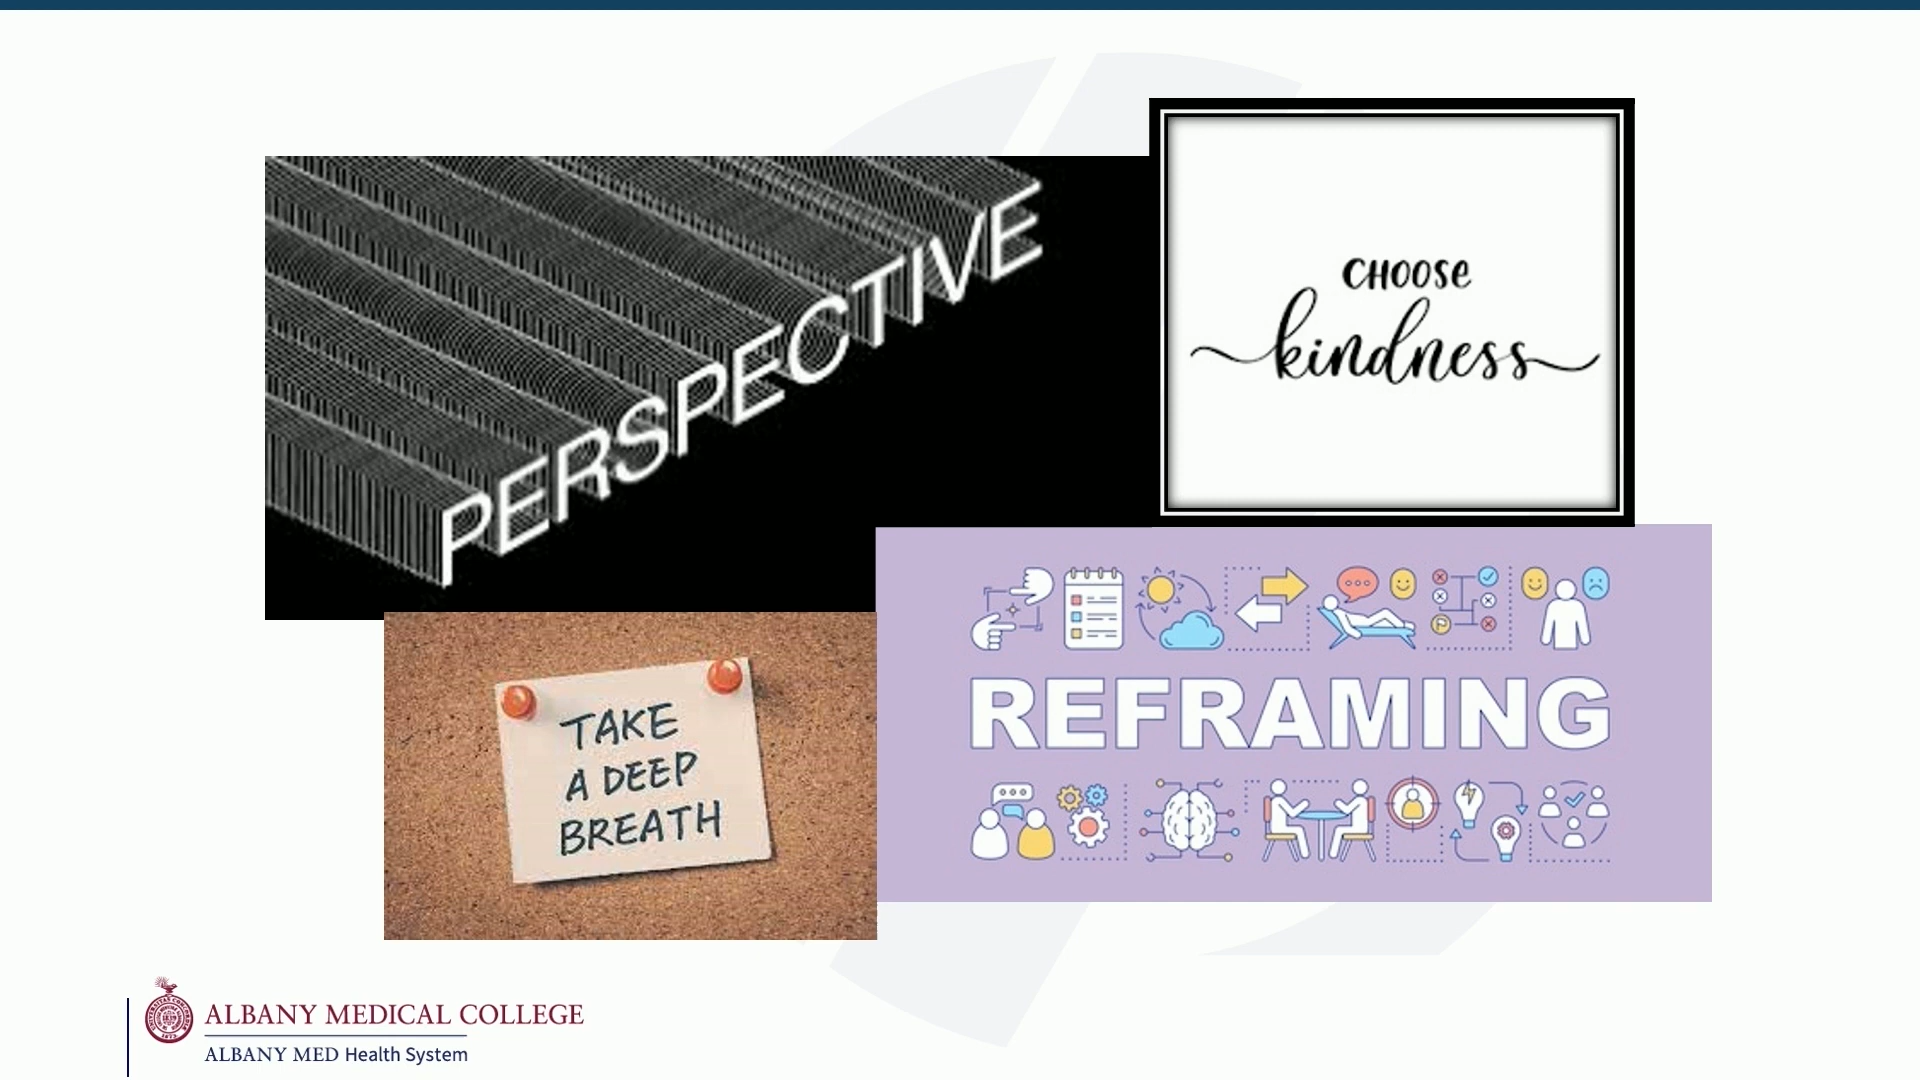 PERSPECTIVE
CHOOSE
kindness
TAKE
A DEEP
BREATH
REFRAMING
ALBANY MEDICAL COLLEGE
ALBANY MED Health System